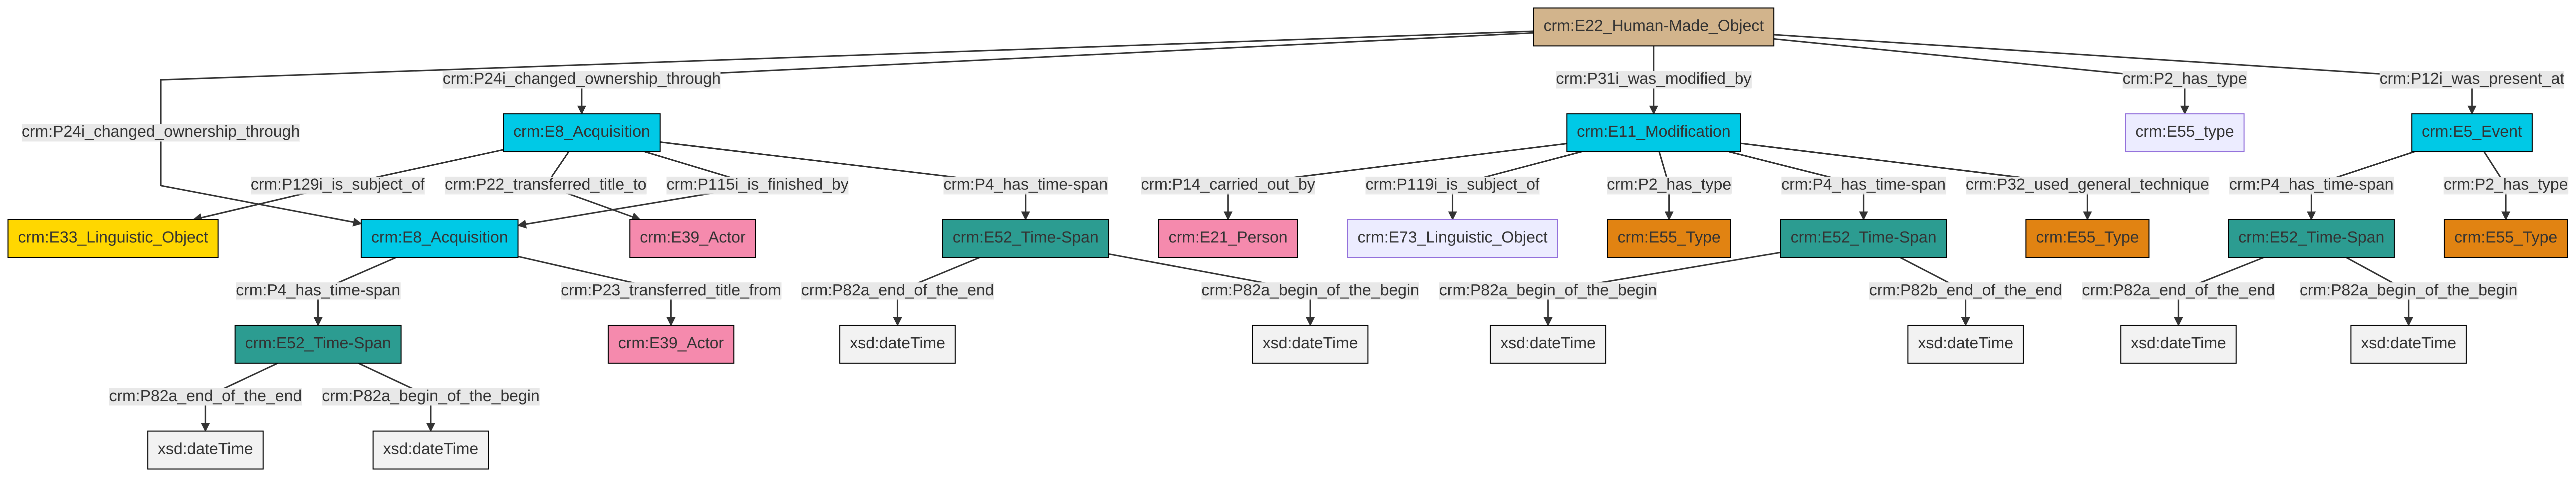 crm:E22_Human-Made_Object
crm:P24i_changed_ownership_through
crm:P31i_was_modified_by
crm:P2_has_type
crm:P12i_was_present_at
crm:P24i_changed_ownership_through
crm:E8_Acquisition
crm:E11_Modification
crm:E55_type
crm:E5_Event
crm:P129i_is_subject_of
crm:P22_transferred_title_to
crm:P115i_is_finished_by
crm:P4_has_time-span
crm:P14_carried_out_by
crm:P119i_is_subject_of
crm:P2_has_type
crm:P4_has_time-span
crm:P32_used_general_technique
crm:P4_has_time-span
crm:P2_has_type
crm:E33_Linguistic_Object
crm:E8_Acquisition
crm:E39_Actor
crm:E52_Time-Span
crm:E21_Person
crm:E73_Linguistic_Object
crm:E55_Type
crm:E52_Time-Span
crm:E55_Type
crm:E52_Time-Span
crm:E55_Type
crm:P4_has_time-span
crm:P23_transferred_title_from
crm:P82a_end_of_the_end
crm:P82a_begin_of_the_begin
crm:P82a_begin_of_the_begin
crm:P82b_end_of_the_end
crm:P82a_end_of_the_end
crm:P82a_begin_of_the_begin
crm:E52_Time-Span
crm:E39_Actor
xsd:dateTime
xsd:dateTime
xsd:dateTime
xsd:dateTime
xsd:dateTime
xsd:dateTime
crm:P82a_end_of_the_end
crm:P82a_begin_of_the_begin
xsd:dateTime
xsd:dateTime